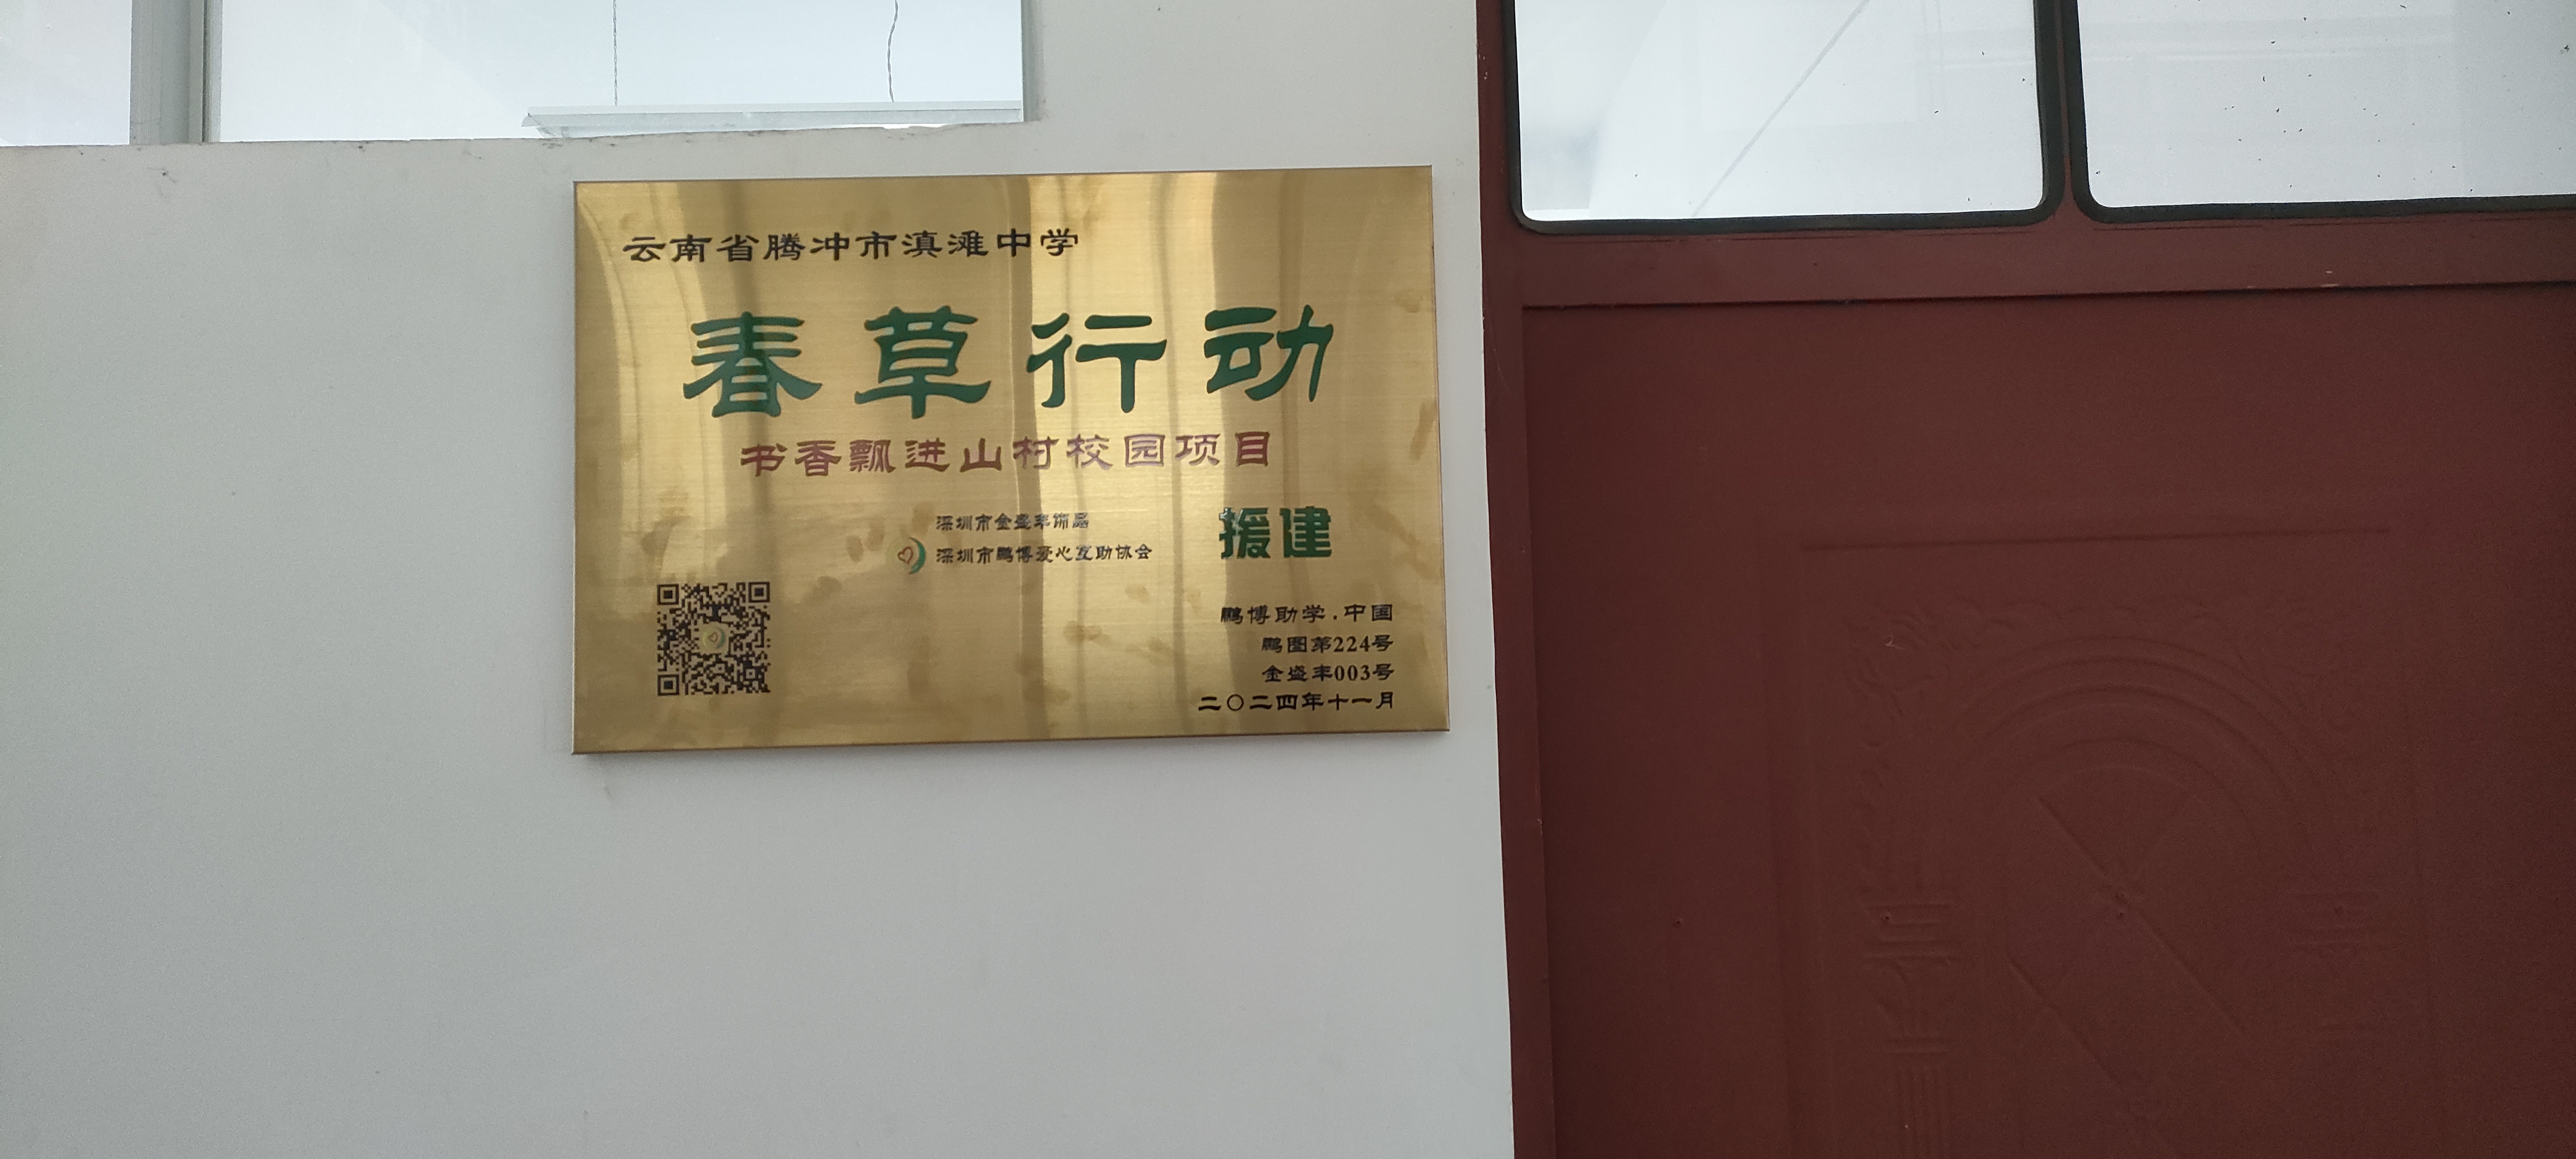 云南省腾冲市滇滩中学
春草行动
书香飘进山村校园项目
深圳市金盛丰饰品
深圳市鹏博爱心互助协会
援建
鹏博助学.中国
鹏图第224号
金盛丰003号
二〇二四年十一月